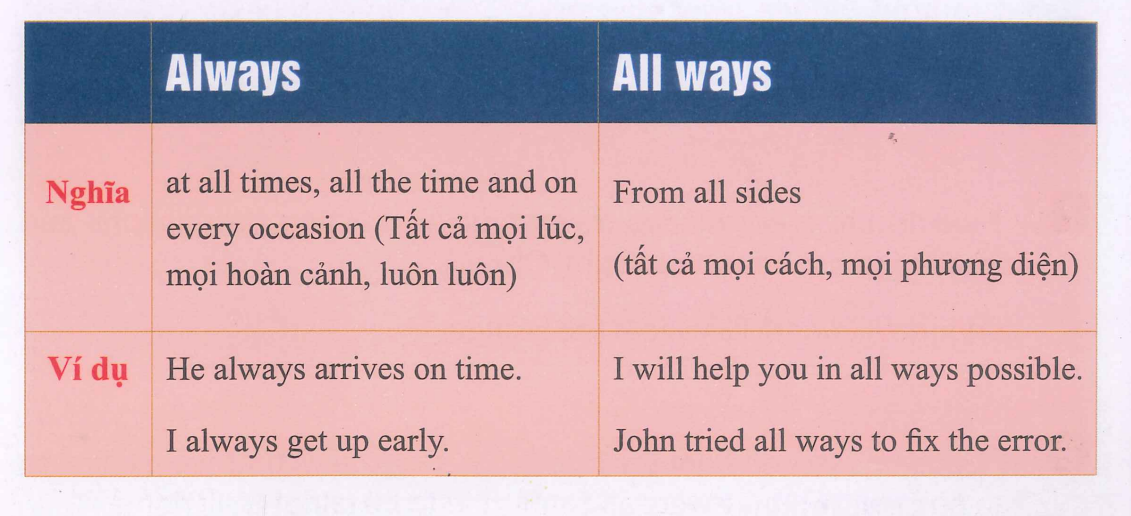 Always
All ways
Nghĩa
at all times, all the time and on
every occasion (Tất cả mọi lúc,
mọi hoàn cảnh, luôn luôn)
From all sides
(tất cả mọi cách, mọi phương diện)
Ví dụ
He always arrives on time.
I always get up early.
I will help you in all ways possible.
John tried all ways to fix the error.